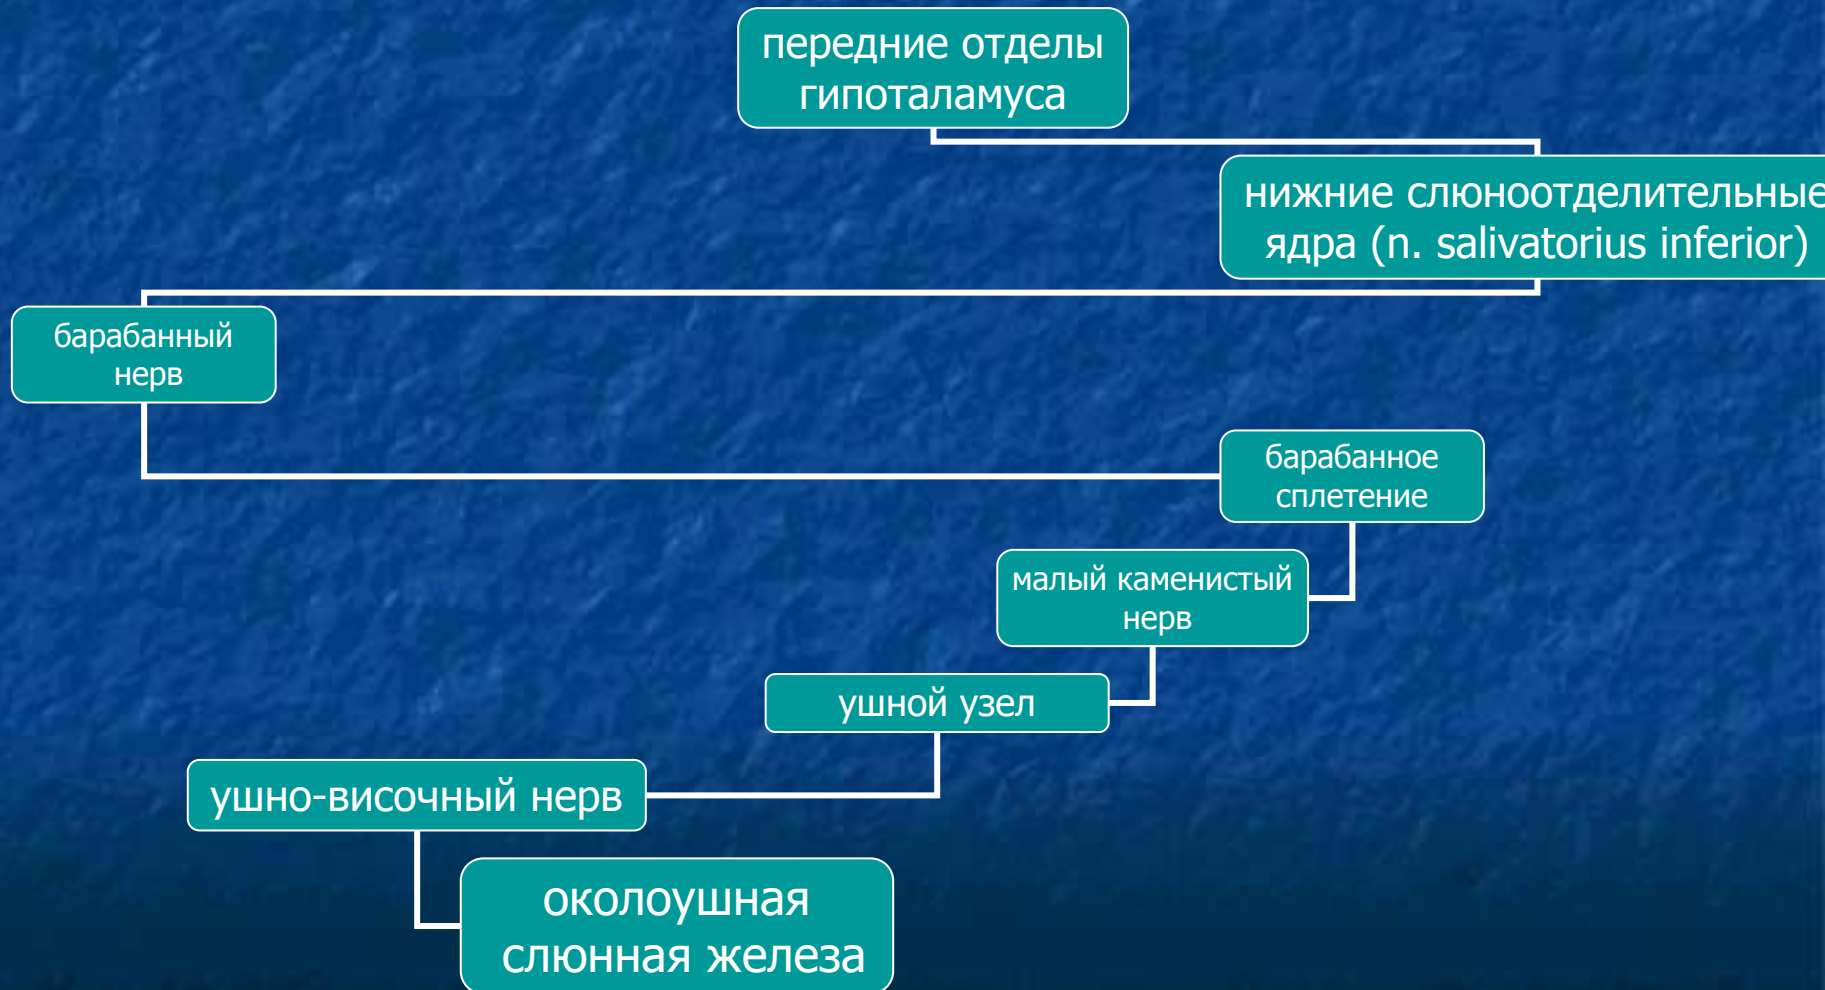 передние отделы
гипоталамуса
нижние слюноотделительные
ядра (n. salivatorius inferior)
барабанный
нерв
барабанное
сплетение
малый каменистый
нерв
ушной узел
ушно-височный нерв
околоушная
слюнная железа